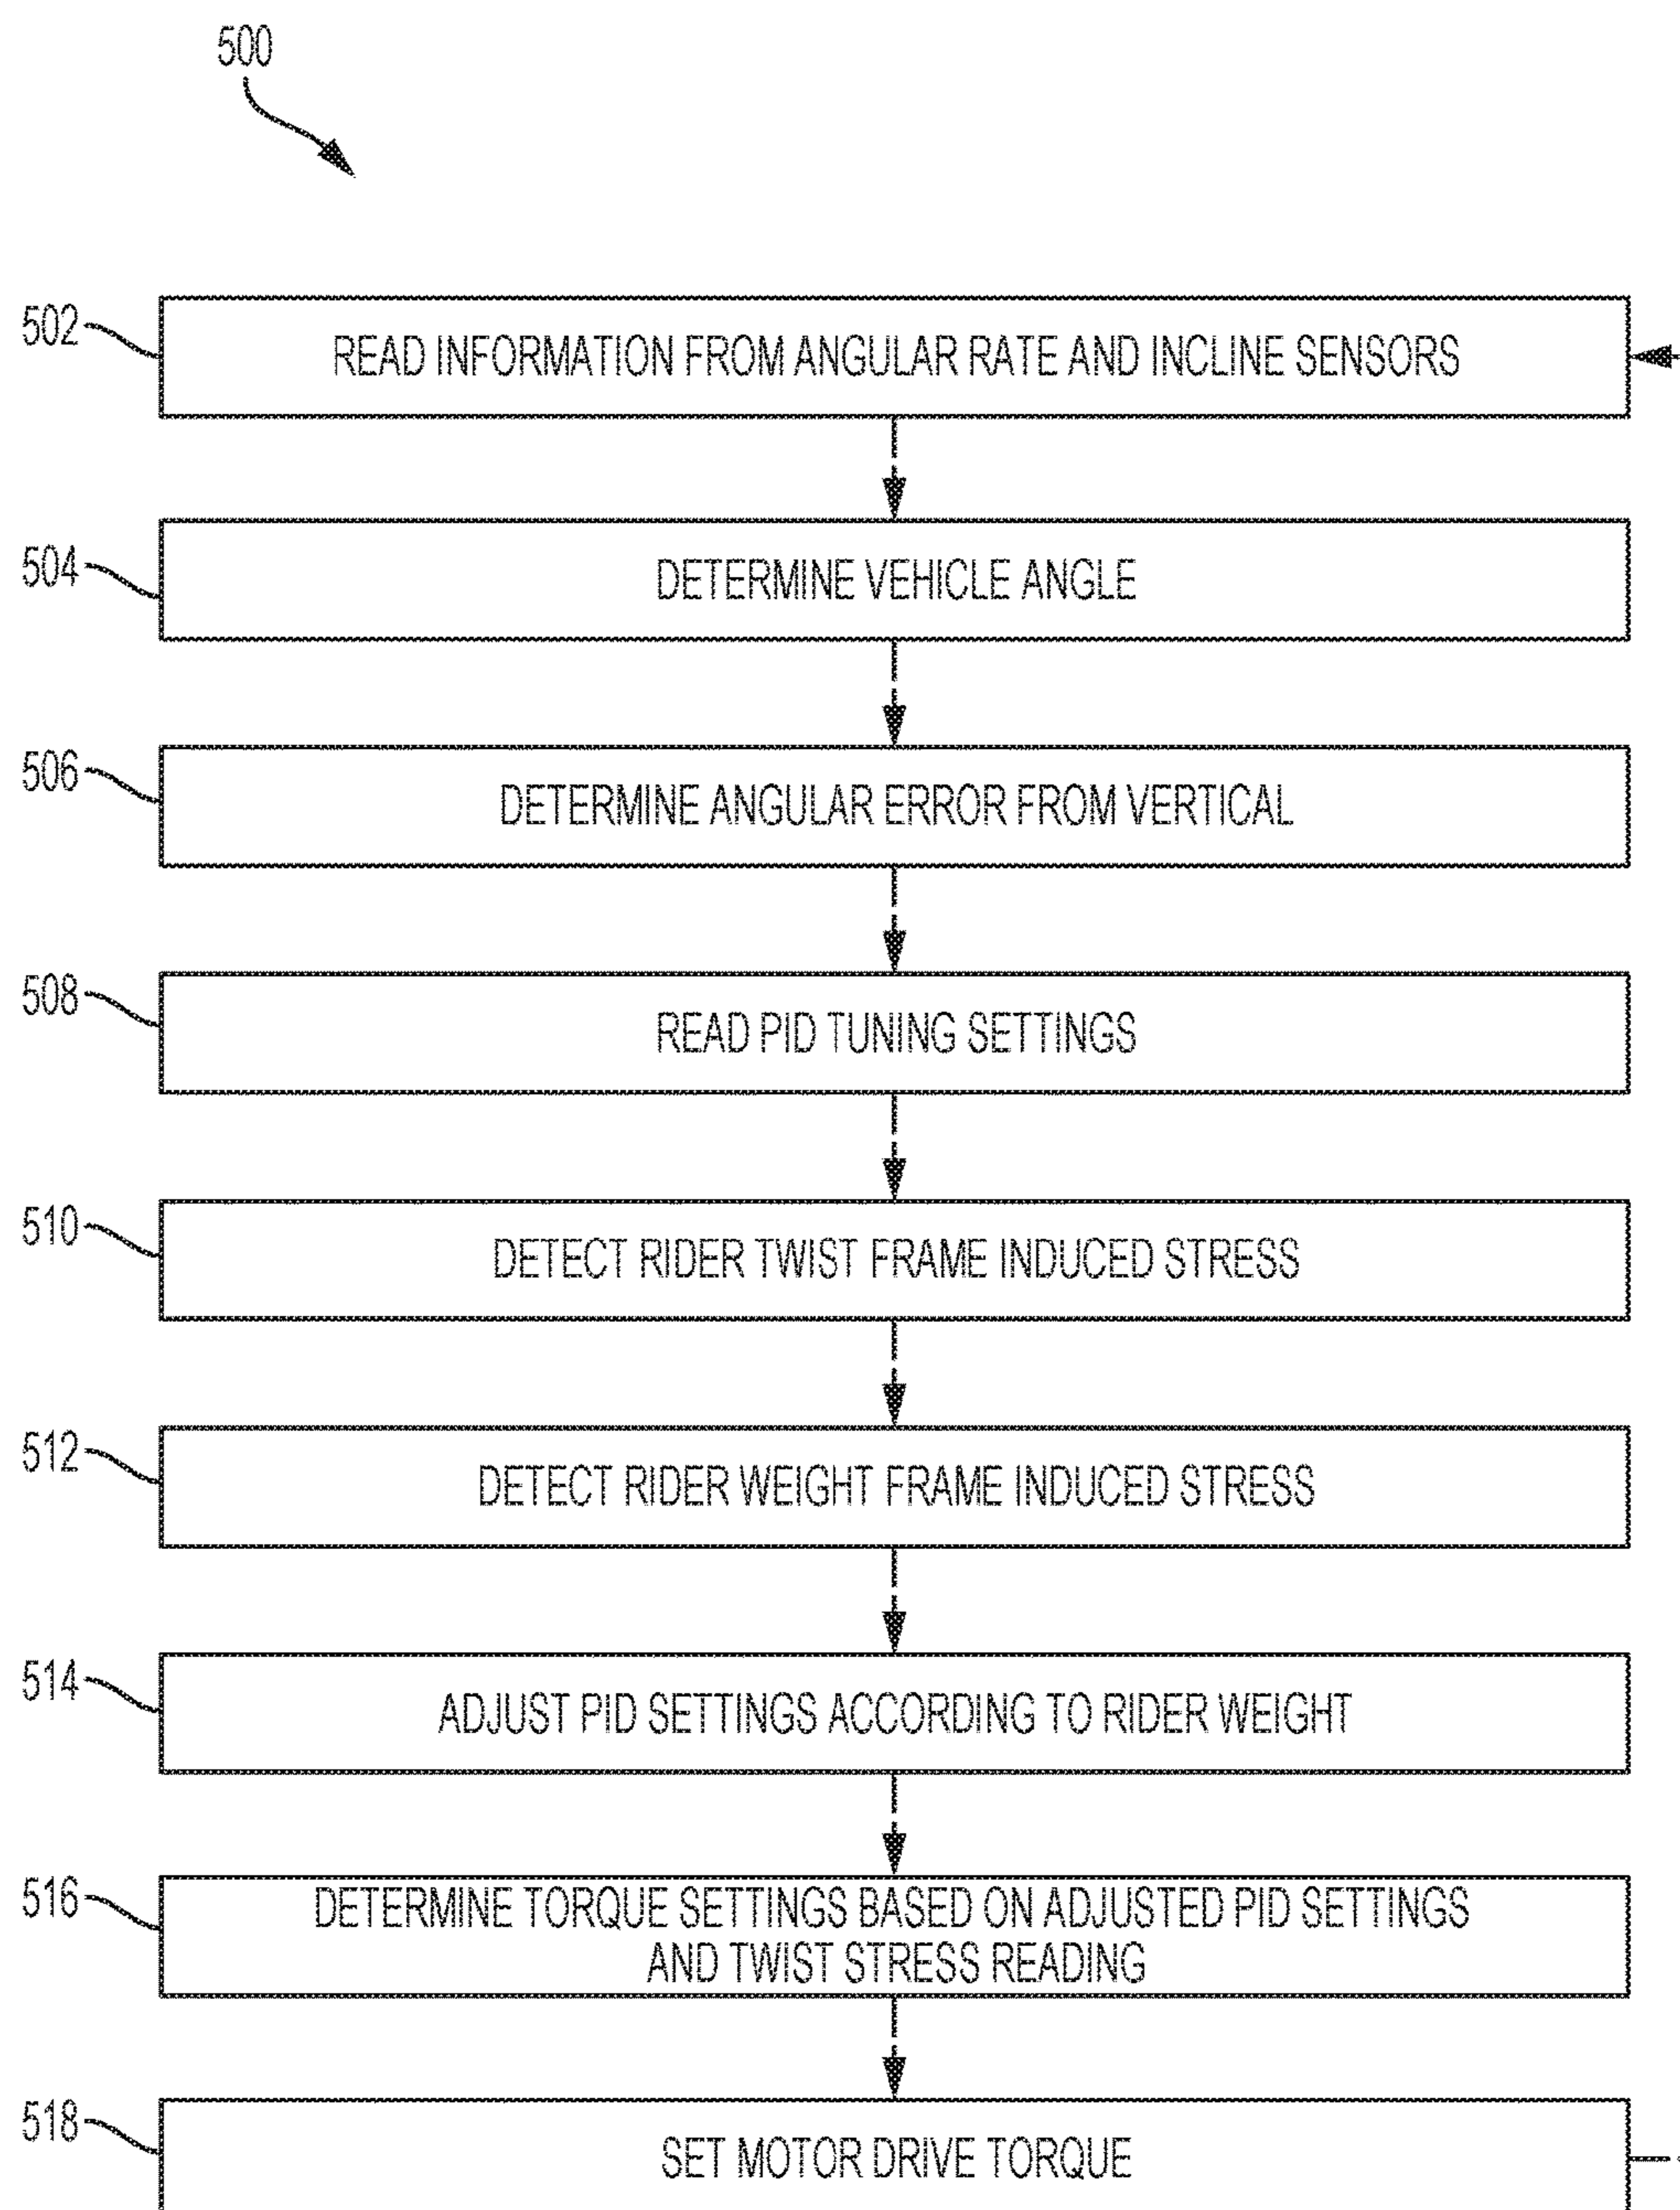 500
502
READ INFORMATION FROM ANGULAR RATE AND INCLINE SENSORS
504
DETERMINE VEHICLE ANGLE
506
DETERMINE ANGULAR ERROR FROM VERTICAL
508
READ PID TUNING SETTINGS
510
DETECT RIDER TWIST FRAME INDUCED STRESS
512
DETECT RIDER WEIGHT FRAME INDUCED STRESS
514
ADJUST PID SETTINGS ACCORDING TO RIDER WEIGHT
516
DETERMINE TORQUE SETTINGS BASED ON ADJUSTED PID SETTINGS
AND TWIST STRESS READING
518
SET MOTOR DRIVE TORQUE